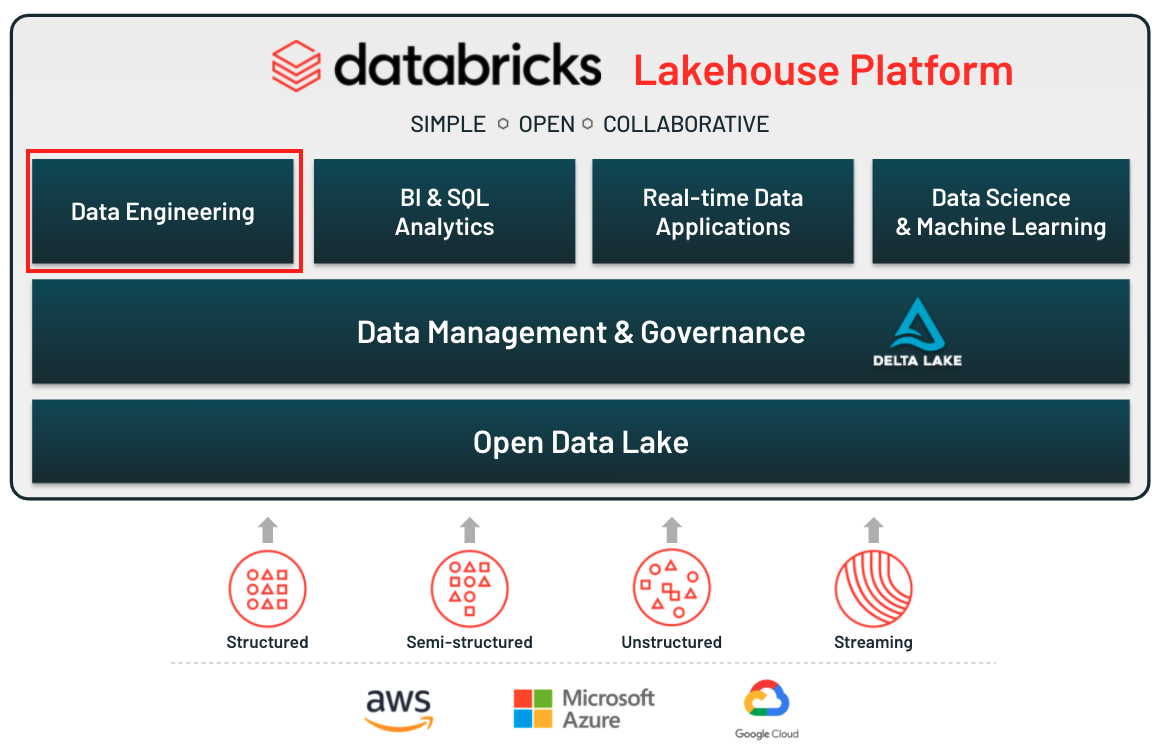 databricks Lakehouse Platform
SIMPLE OPEN COLLABORATIVE
Data Engineering
BI & SQL
Analytics
Real-time Data
Applications
Data Science
& Machine Learning
Data Management & Governance
DELTA LAKE
Open Data Lake
Structured
Semi-structured
Unstructured
Streaming
aws
Microsoft
Azure
Google Cloud